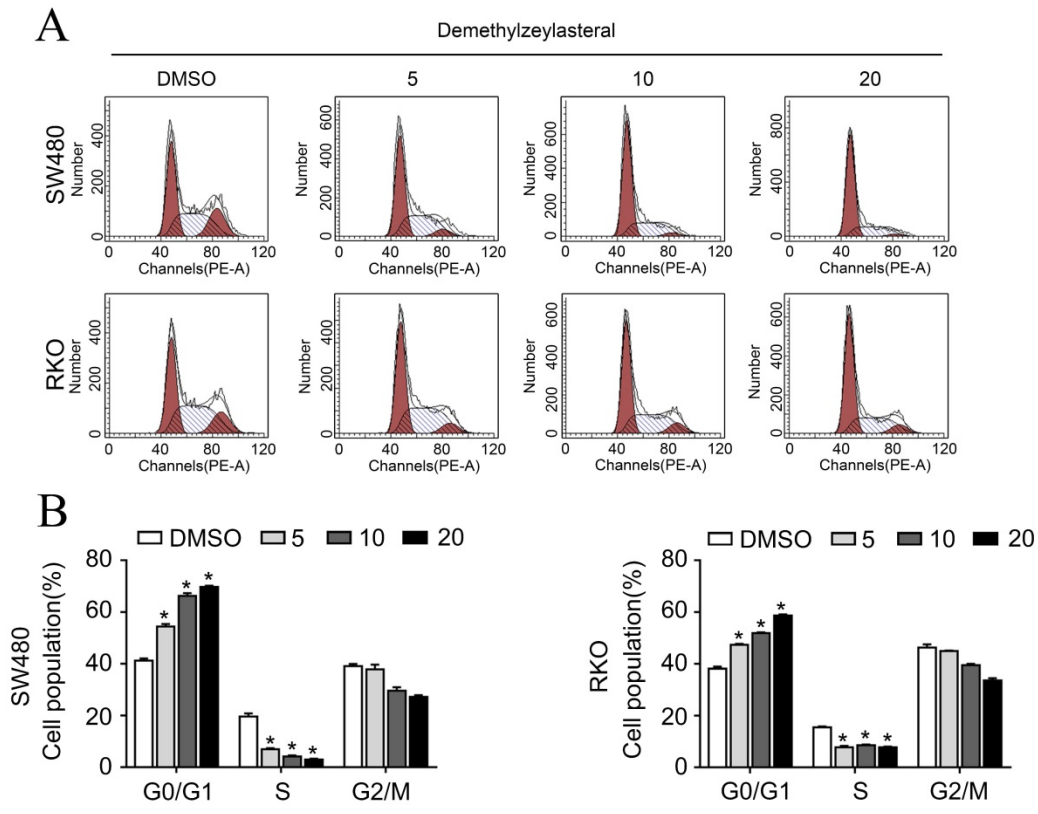 A
Demethylzeylasteral
DMSO 5 10 20
SW480
Number
0 200 400
0 40 80 120
Channels(PE-A)
Number
0 200 400 600
0 40 80 120
Channels(PE-A)
Number
0 200 400 600
0 40 80 120
Channels(PE-A)
Number
0 400 800
0 40 80 120
Channels(PE-A)
RKO
Number
0 200 400
0 40 80 120
Channels(PE-A)
Number
0 200 400
0 40 80 120
Channels(PE-A)
Number
0 200 400 600
0 40 80 120
Channels(PE-A)
Number
0 200 400 600
0 40 80 120
Channels(PE-A)
B
DMSO 5 10 20
SW480
Cell population(%)
80
60
40
20
0
* * *
* * *
G0/G1 S G2/M
DMSO 5 10 20
RKO
Cell population(%)
80
60
40
20
0
* * *
* * *
G0/G1 S G2/M